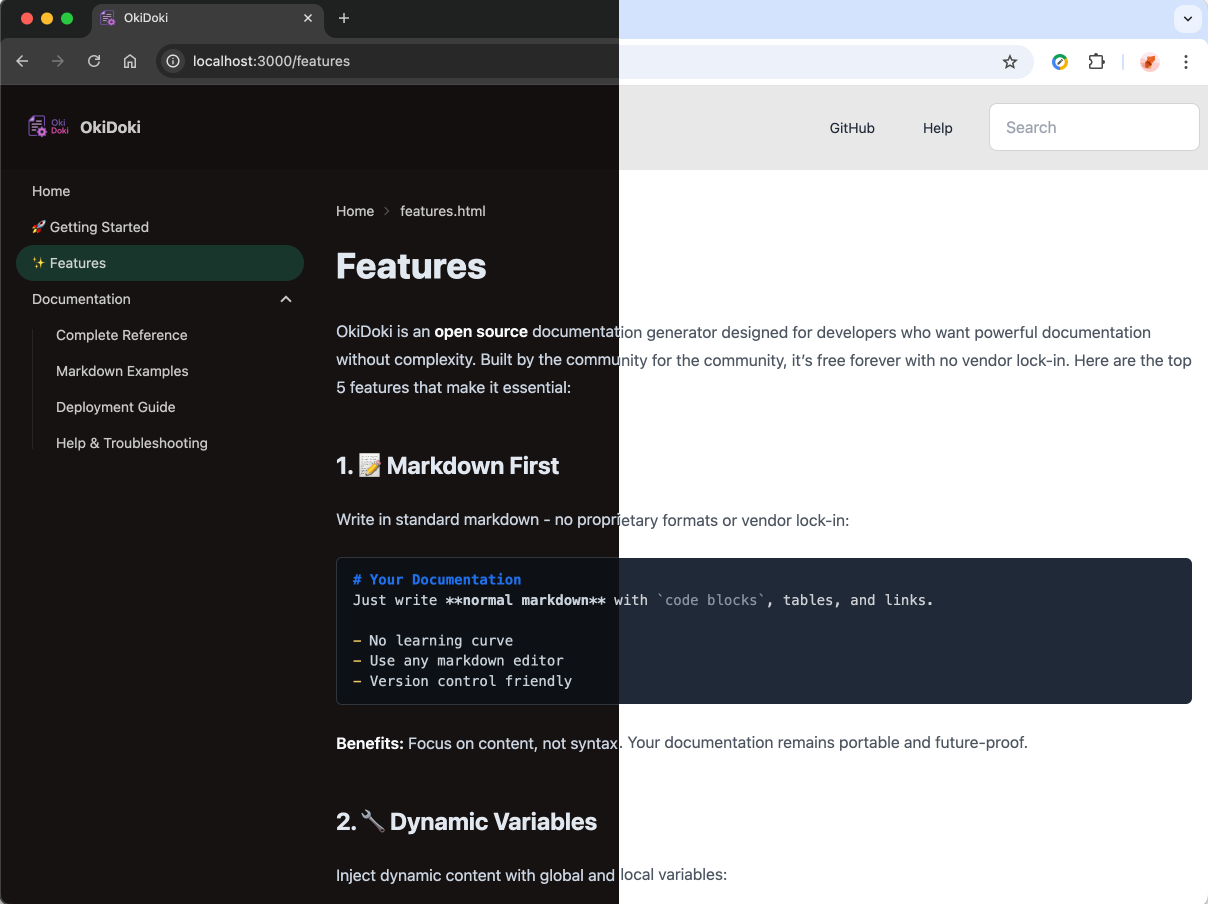 OkiDoki
localhost:3000/features
Oki
Doki
OkiDoki
GitHub
Help
Search
Home
🚀 Getting Started
✨ Features
Documentation
Complete Reference
Markdown Examples
Deployment Guide
Help & Troubleshooting
Home > features.html
Features
OkiDoki is an open source documentation generator designed for developers who want powerful documentation
without complexity. Built by the community for the community, it’s free forever with no vendor lock-in. Here are the top
5 features that make it essential:
1. 📝 Markdown First
Write in standard markdown - no proprietary formats or vendor lock-in:
# Your Documentation
Just write **normal markdown** with `code blocks`, tables, and links.
- No learning curve
- Use any markdown editor
- Version control friendly
Benefits: Focus on content, not syntax. Your documentation remains portable and future-proof.
2. 🔧 Dynamic Variables
Inject dynamic content with global and local variables: